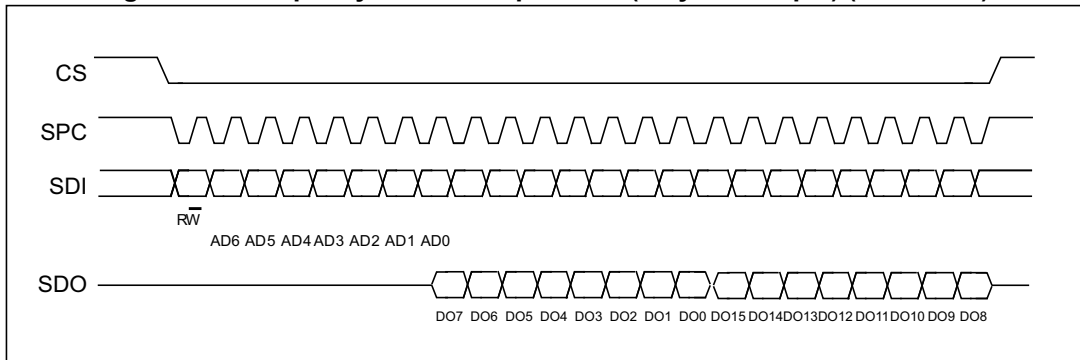 CS
SPC
SDI
RW
AD6 AD5 AD4 AD3 AD2 AD1 AD0
SDO
DO7 DO6 DO5 DO4 DO3 DO2 DO1 DO0 DO15 DO14 DO13 DO12 DO11 DO10 DO9 DO8